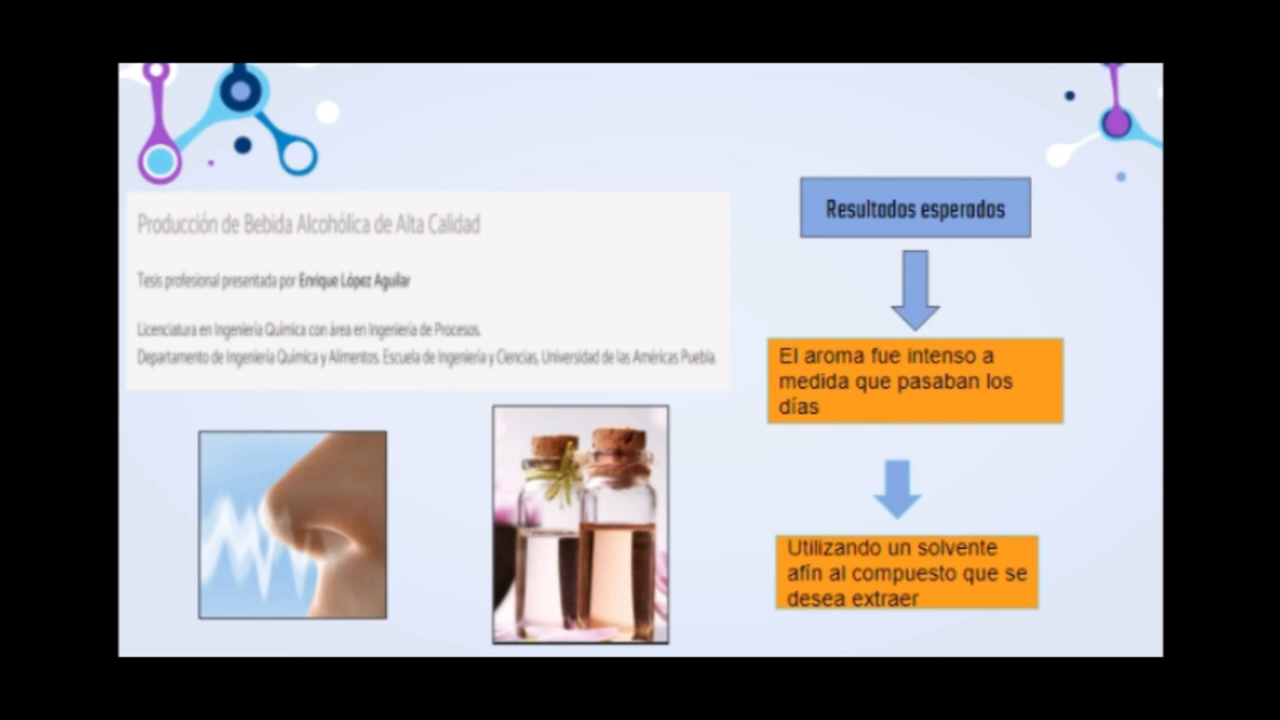 Producción de Bebida Alcohólica de Alta Calidad
Tesis profesional presentada por Enrique López Aguilar
Licenciatura en Ingeniería Química con área en Ingeniería de Procesos.
Departamento de Ingeniería Química y Alimentos. Escuela de Ingeniería y Ciencias, Universidad de las Américas Puebla.
Resultados esperados
El aroma fue intenso a
medida que pasaban los
días
Utilizando un solvente
afín al compuesto que se
desea extraer